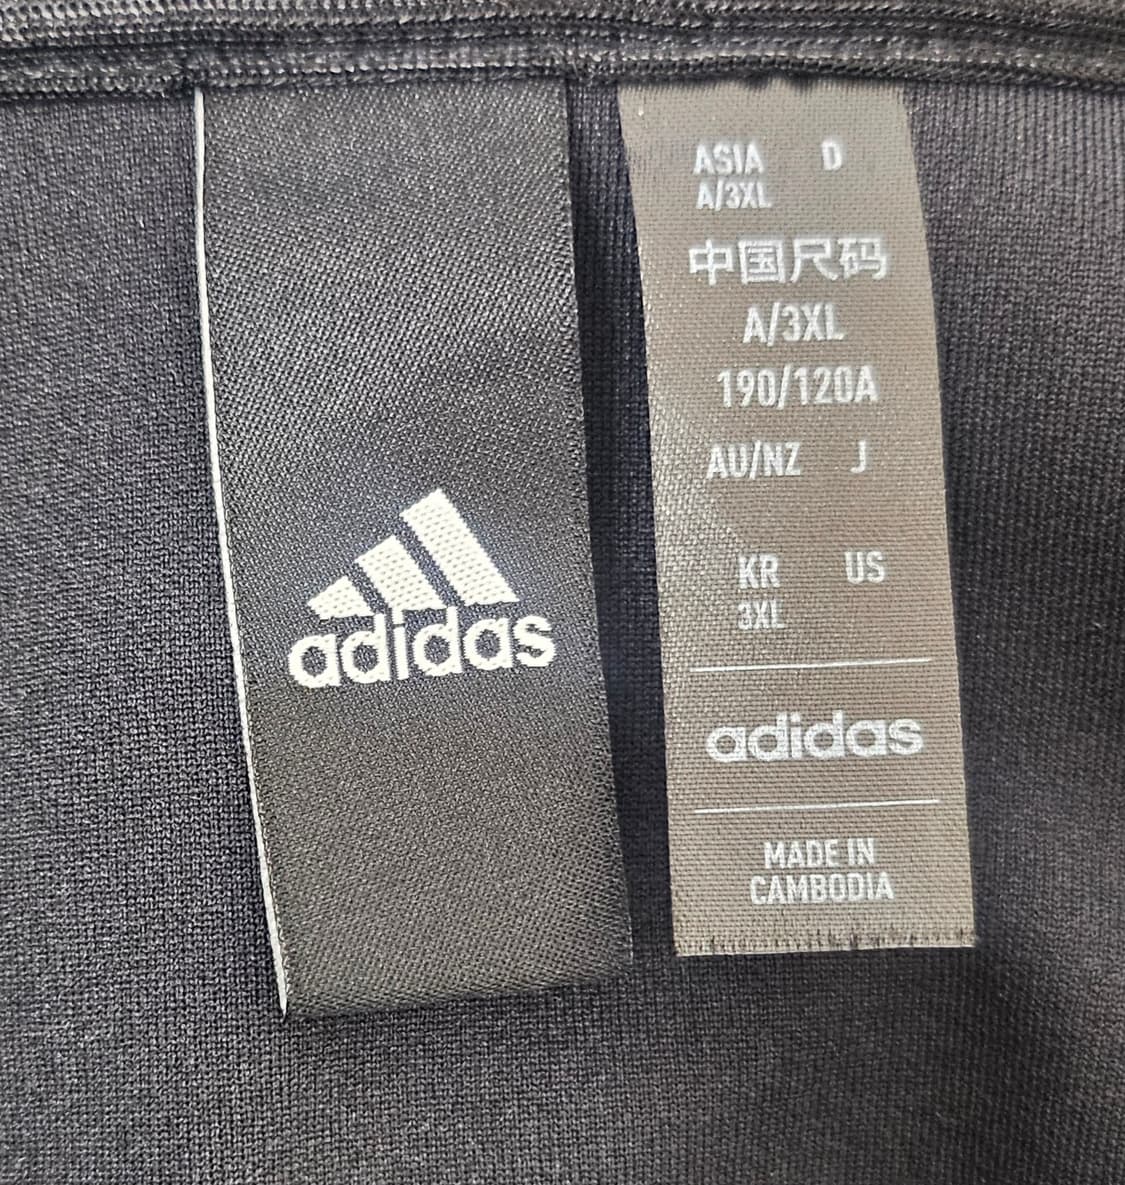 adidas
ASIA D
A/3XL
中国尺码
A/3XL
190/120A
AU/NZ J
KR US
3XL
adidas
MADE IN
CAMBODIA